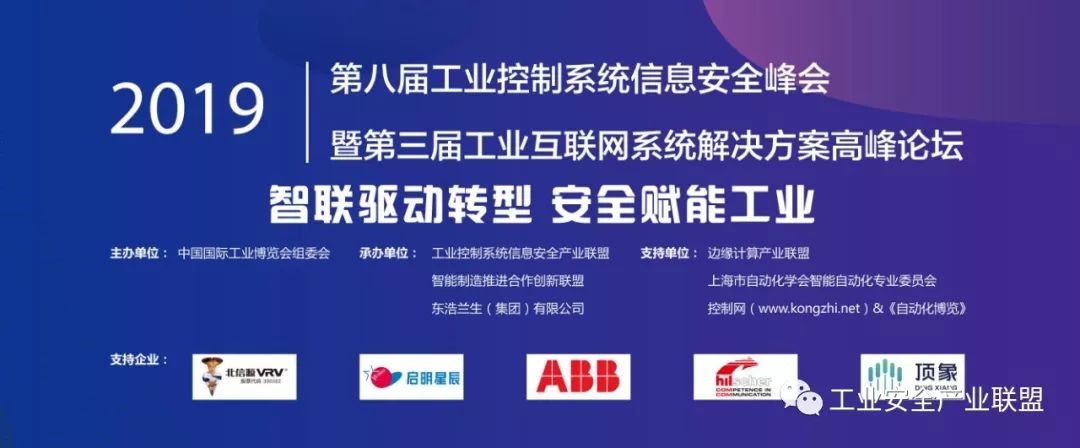 2019
第八届工业控制系统信息安全峰会
暨第三届工业互联网系统解决方案高峰论坛
智联驱动转型 安全赋能工业
主办单位： 中国国际工业博览会组委会
承办单位： 工业控制系统信息安全产业联盟
智能制造推进合作创新联盟
东浩兰生（集团）有限公司
支持单位： 边缘计算产业联盟
上海市自动化学会智能自动化专业委员会
控制网（www.kongzhi.net）&《自动化博览》
支持企业：
北信源VRV
股票代码:300352
启明星辰
ABB
hilscher
COMPETENCE IN
COMMUNICATION
顶象
DING XIANG
工业安全产业联盟